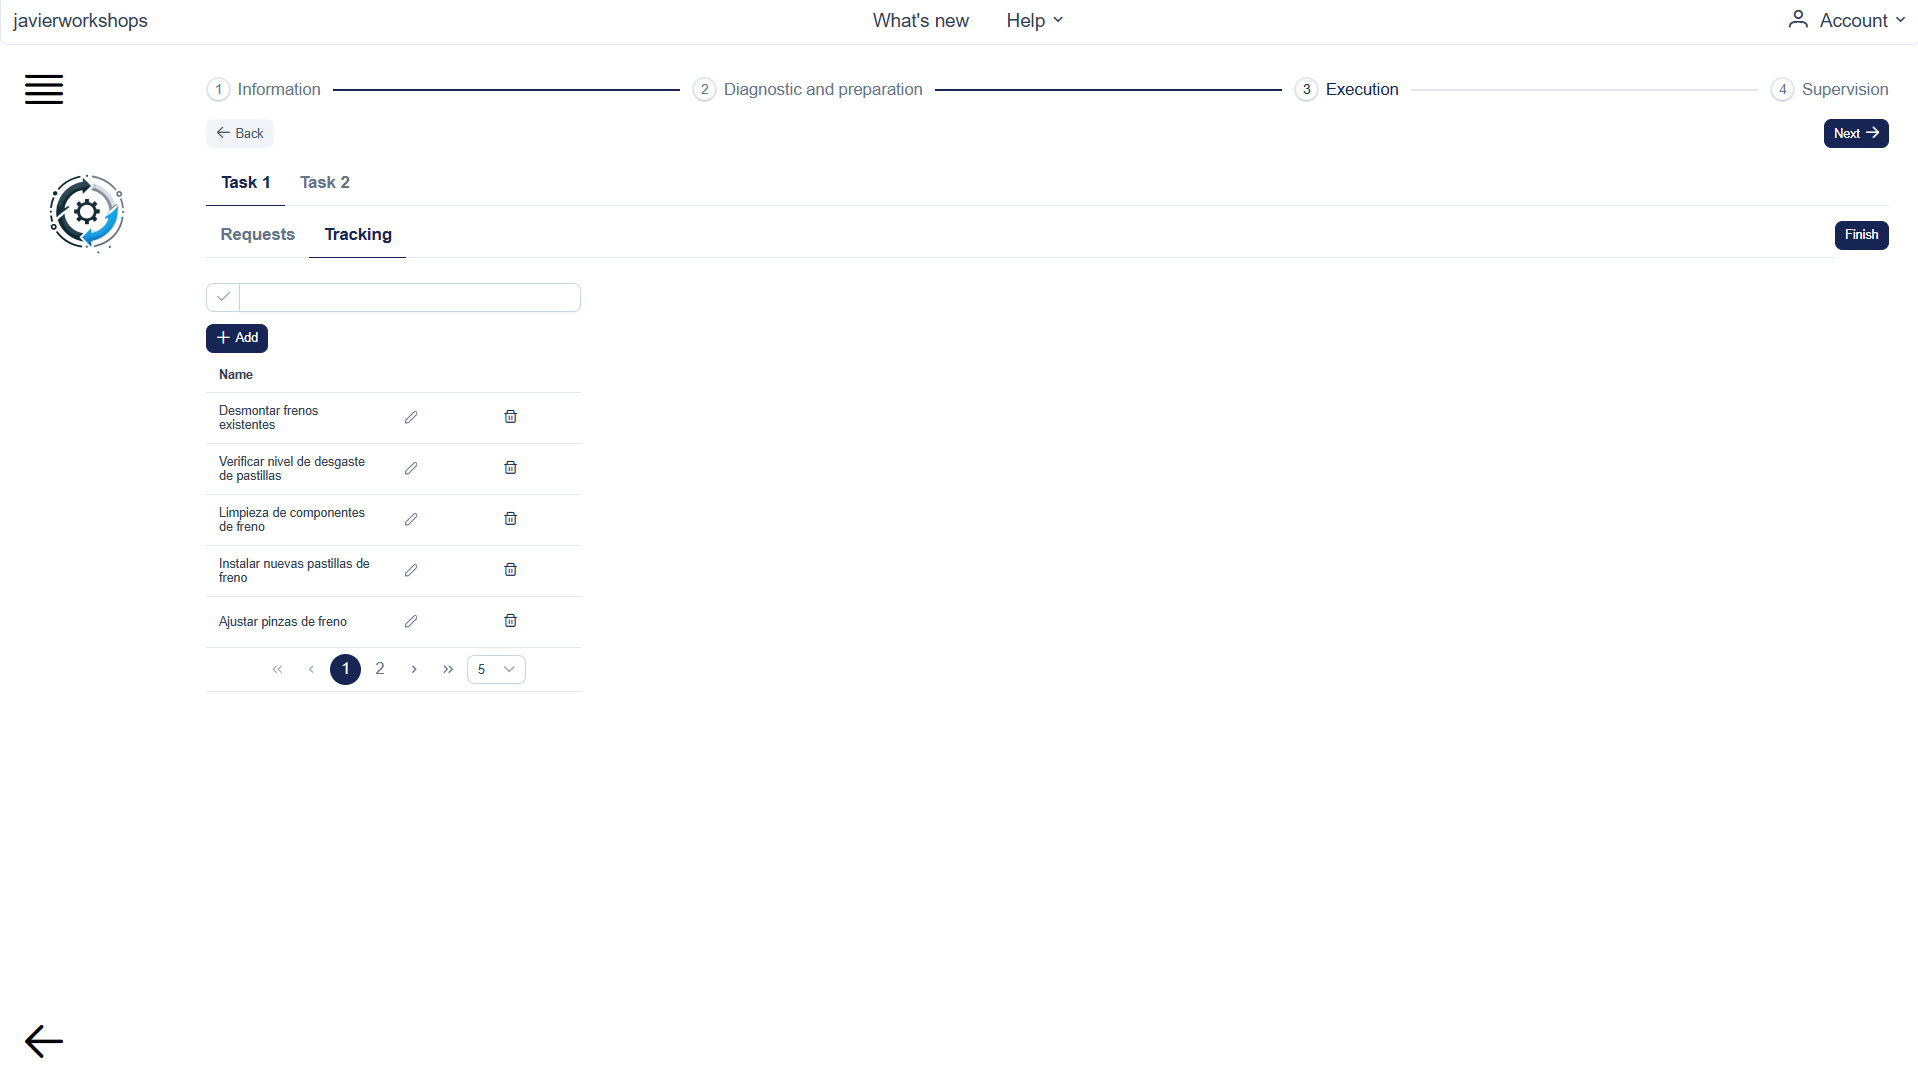 javierworkshops What's new Help Account
1 Information 2 Diagnostic and preparation 3 Execution 4 Supervision
Back Next
Task 1 Task 2
Requests Tracking Finish
Add
Name
Desmontar frenos
existentes
Verificar nivel de desgaste
de pastillas
Limpieza de componentes
de freno
Instalar nuevas pastillas de
freno
Ajustar pinzas de freno
1 2 5